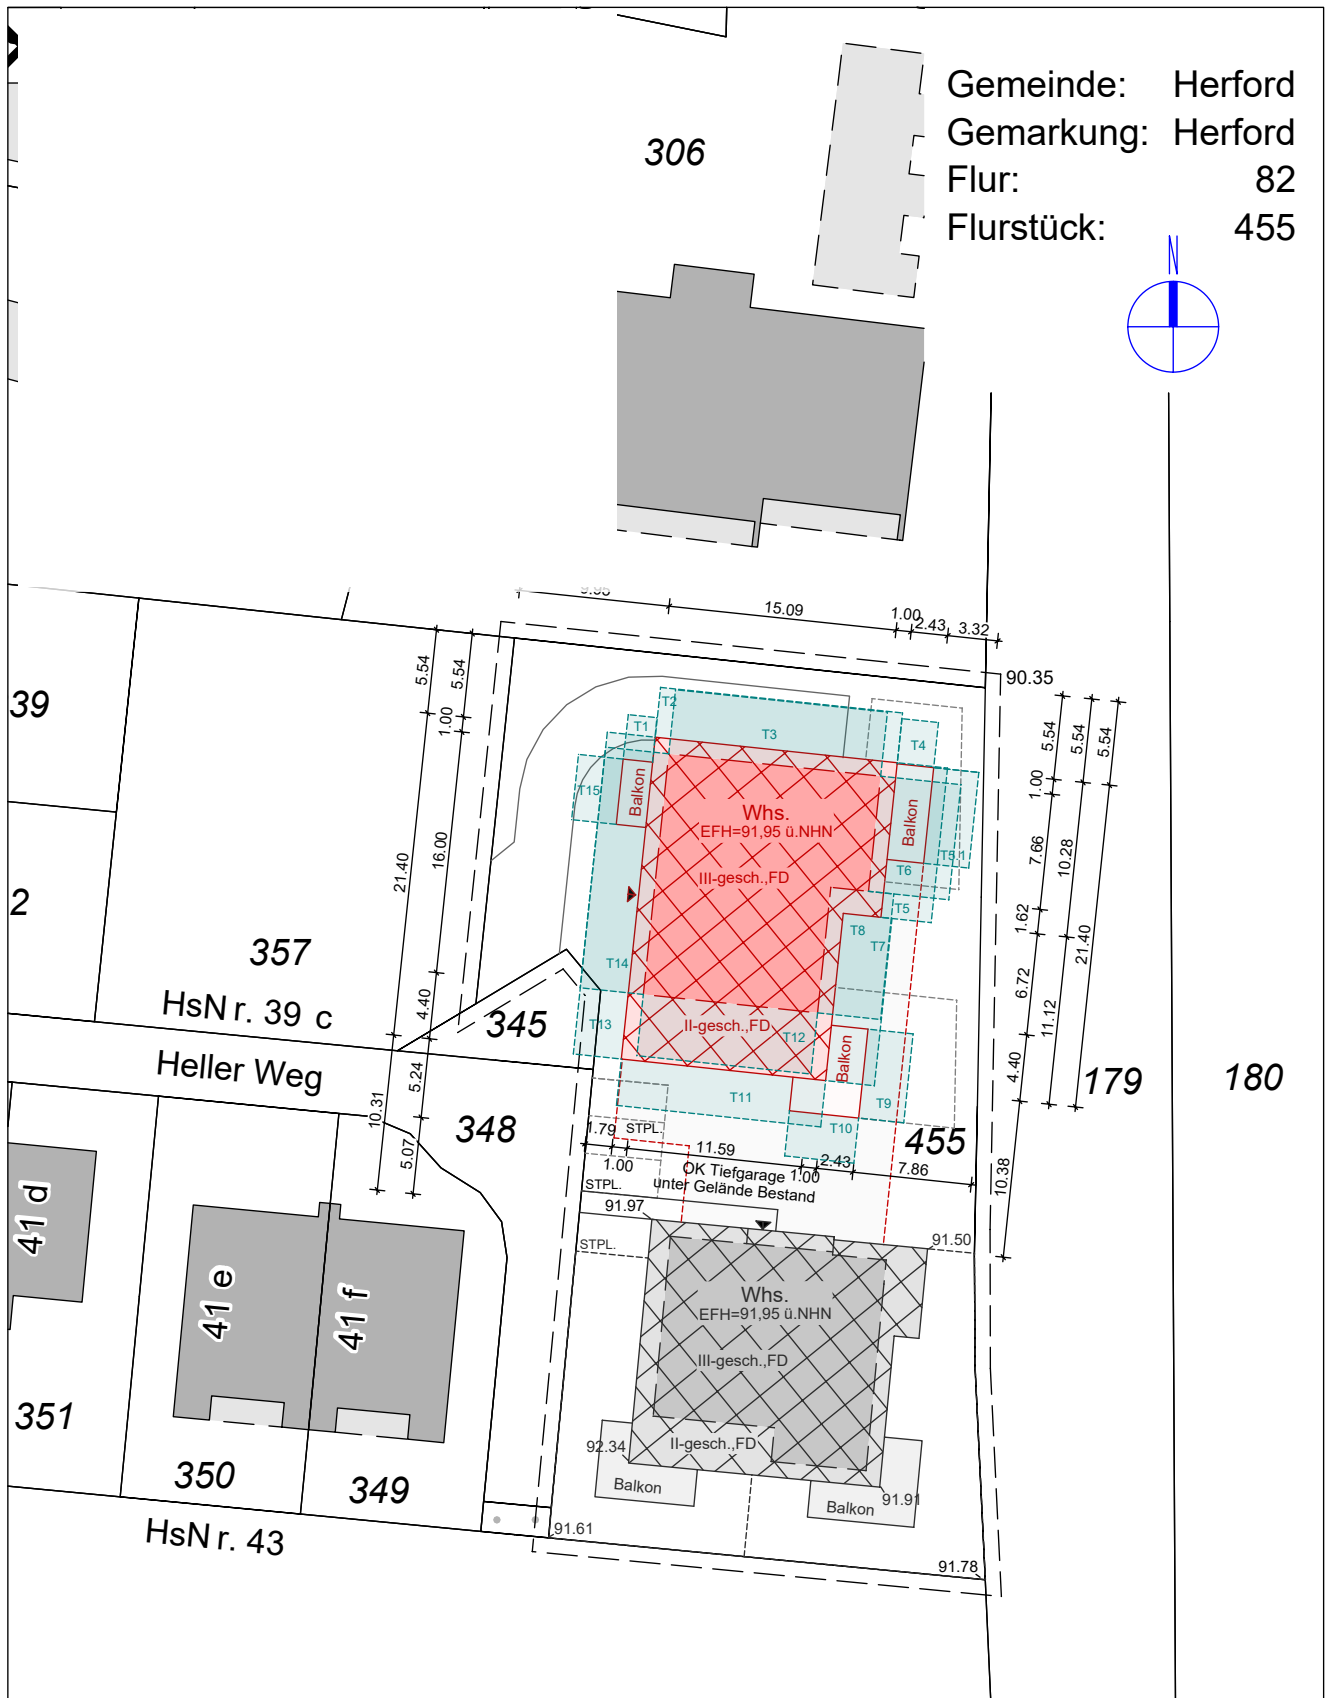 Gemeinde: Herford
Gemarkung: Herford
Flur: 82
Flurstück: 455
N
306
15.09
1.00
2.43
3.32
90.35
5.54
5.54
1.00
21.40
16.00
4.40
5.24
10.31
5.07
5.54
5.54
5.54
1.00
7.66
10.28
1.62
21.40
6.72
11.12
4.40
10.38
39
2
357
HsNr. 39 c
Heller Weg
345
348
T1
T2
T3
T4
T15
Balkon
Whs.
EFH=91,95 ü.NHN
III-gesch.,FD
Balkon
T5.1
T6
T5
T8
T7
T14
T13
II-gesch.,FD
T12
Balkon
T11
T9
T10
179
180
455
1.79
STPL.
11.59
1.00
1.00
2.43
7.86
OK Tiefgarage
unter Gelände Bestand
STPL.
91.97
STPL.
91.50
Whs.
EFH=91,95 ü.NHN
III-gesch.,FD
II-gesch.,FD
92.34
Balkon
Balkon
91.91
91.61
91.78
41 d
41 e
41 f
351
350
349
HsNr. 43